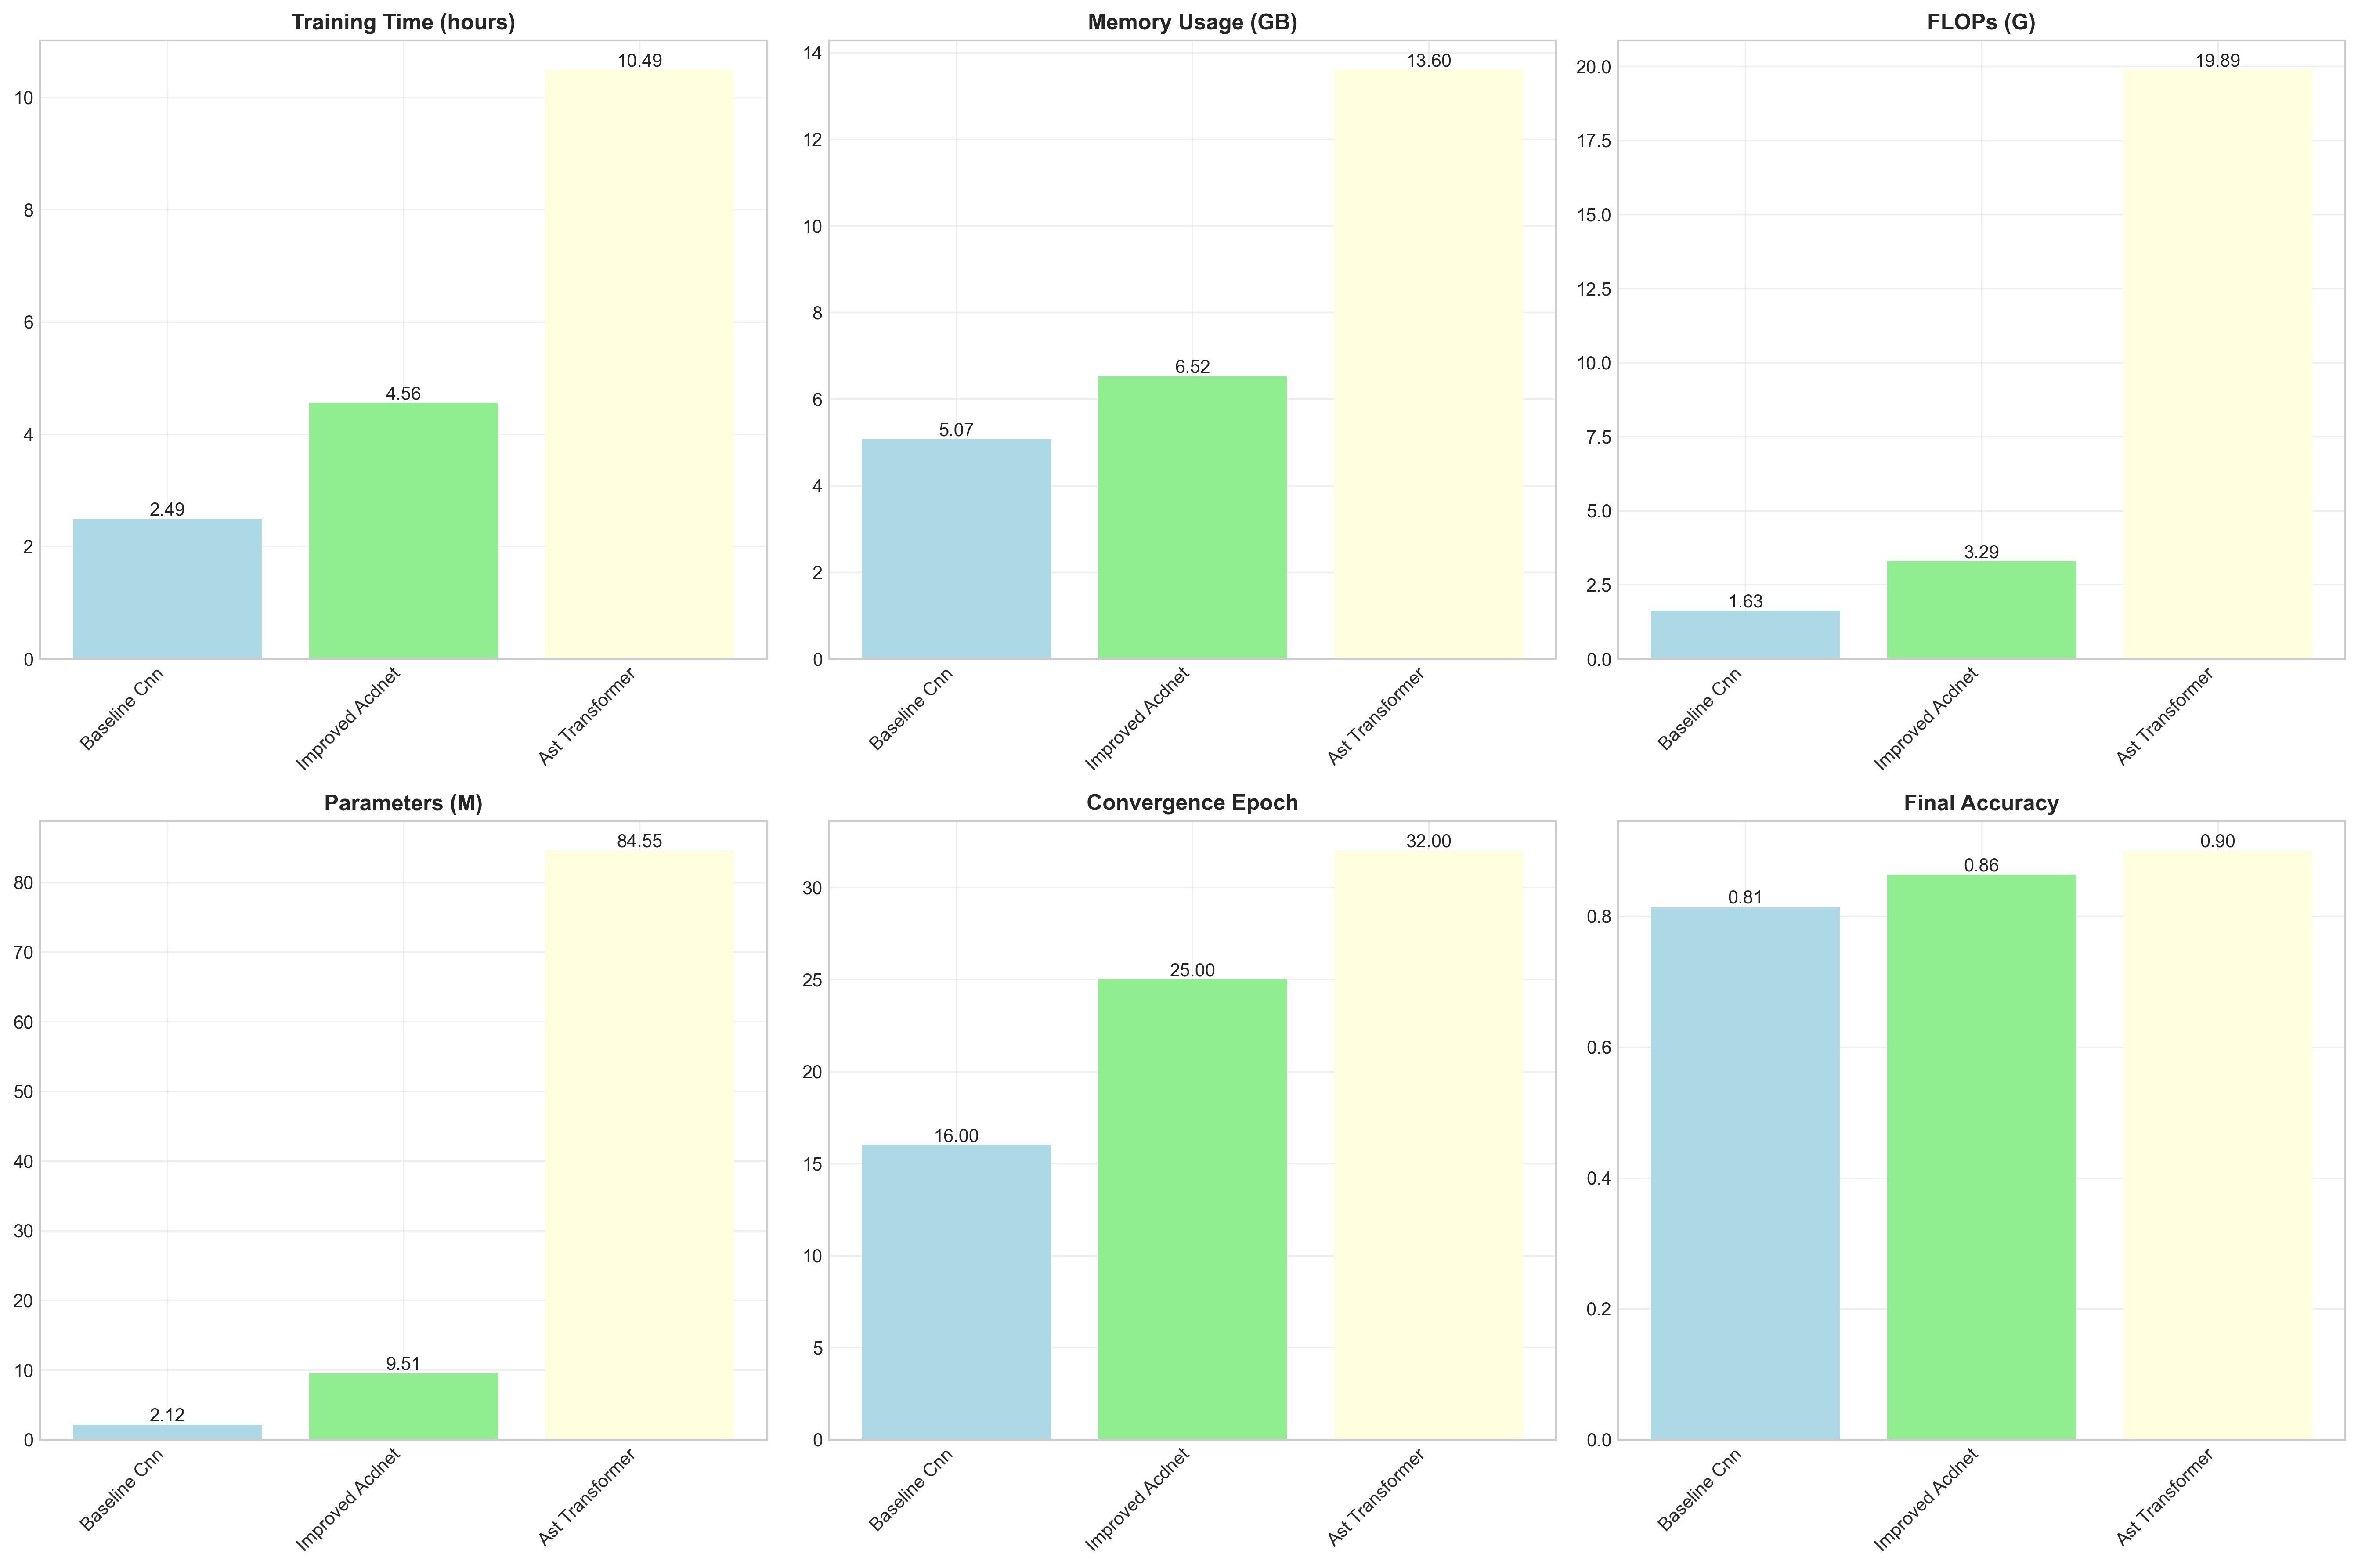 Training Time (hours)
10
8
6
4
2
0
2.49
4.56
10.49
Baseline Cnn
Improved Acdnet
Ast Transformer
Memory Usage (GB)
14
12
10
8
6
4
2
0
5.07
6.52
13.60
Baseline Cnn
Improved Acdnet
Ast Transformer
FLOPs (G)
20.0
17.5
15.0
12.5
10.0
7.5
5.0
2.5
0.0
1.63
3.29
19.89
Baseline Cnn
Improved Acdnet
Ast Transformer
Parameters (M)
80
70
60
50
40
30
20
10
0
2.12
9.51
84.55
Baseline Cnn
Improved Acdnet
Ast Transformer
Convergence Epoch
30
25
20
15
10
5
0
16.00
25.00
32.00
Baseline Cnn
Improved Acdnet
Ast Transformer
Final Accuracy
0.8
0.6
0.4
0.2
0.0
0.81
0.86
0.90
Baseline Cnn
Improved Acdnet
Ast Transformer